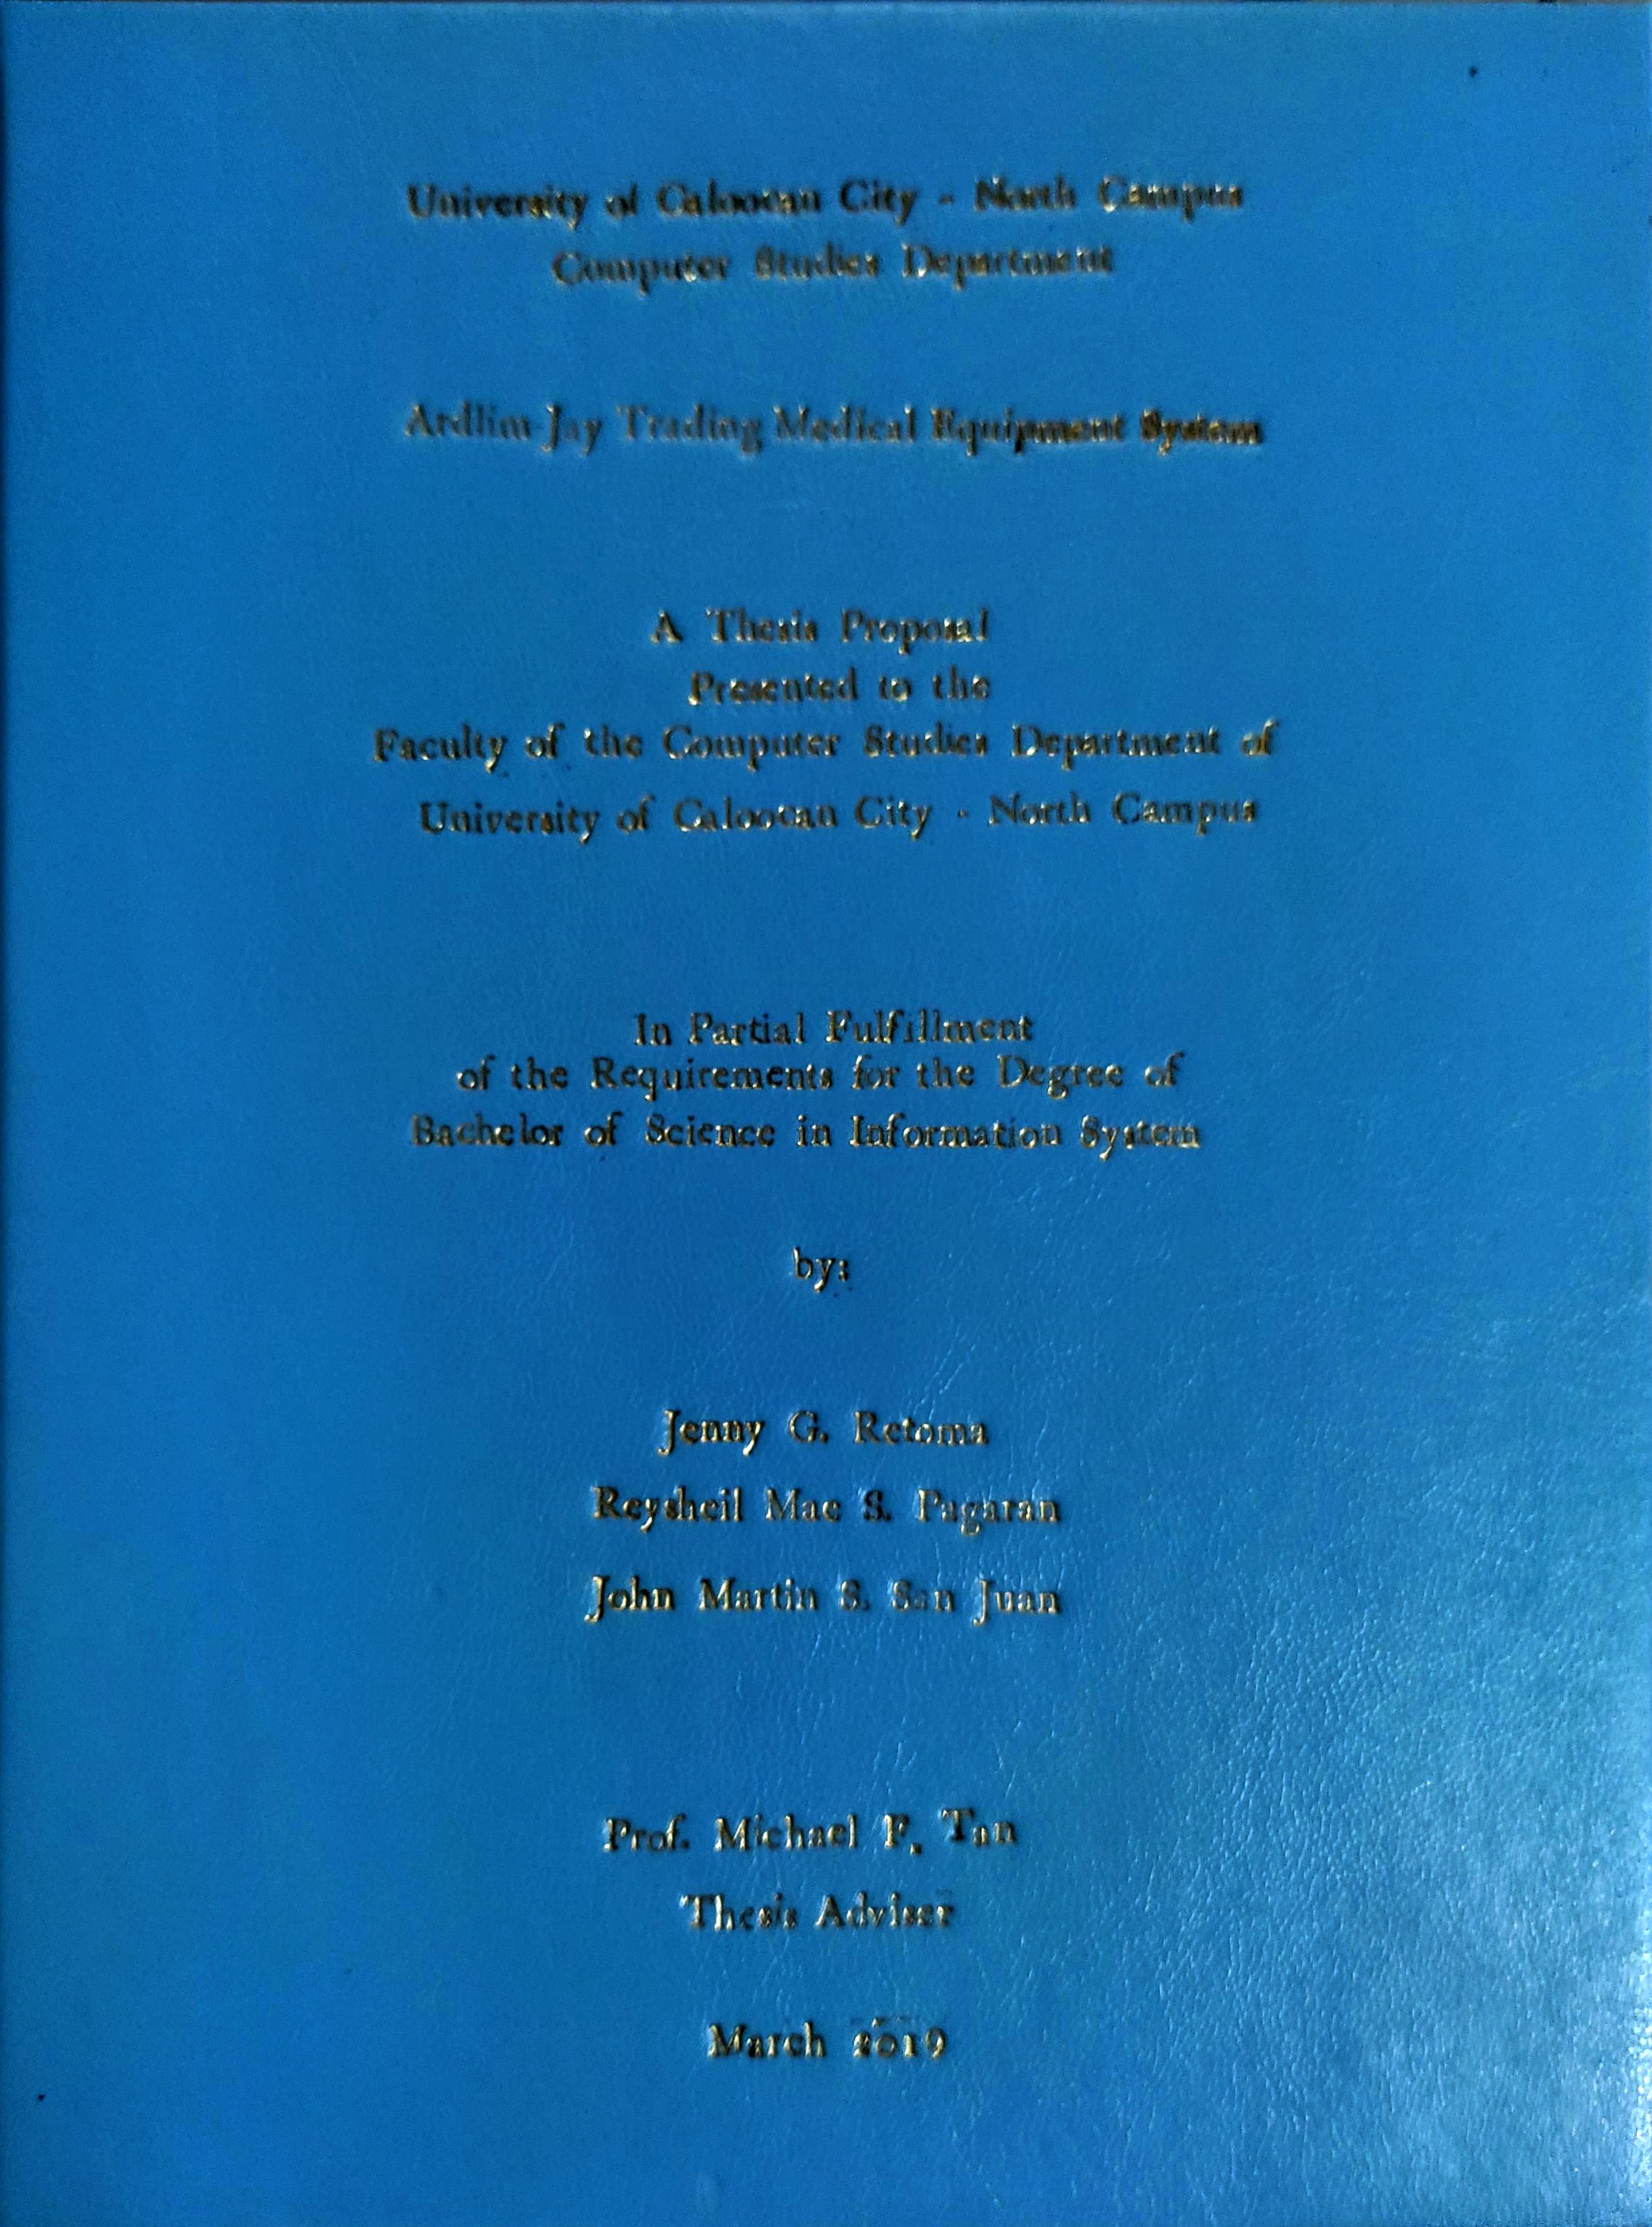 University of Caloocan City - North Campus
Computer Studies Department
Ardlim-Jay Trading Medical Equipment System
A Thesis Proposal
Presented to the
Faculty of the Computer Studies Department of
University of Caloocan City - North Campus
In Partial Fulfillment
of the Requirements for the Degree of
Bachelor of Science in Information System
by:
Jenny G. Retoma
Reysheil Mae S. Pagaran
John Martin S. San Juan
Prof. Michael F. Tan
Thesis Adviser
March 2019